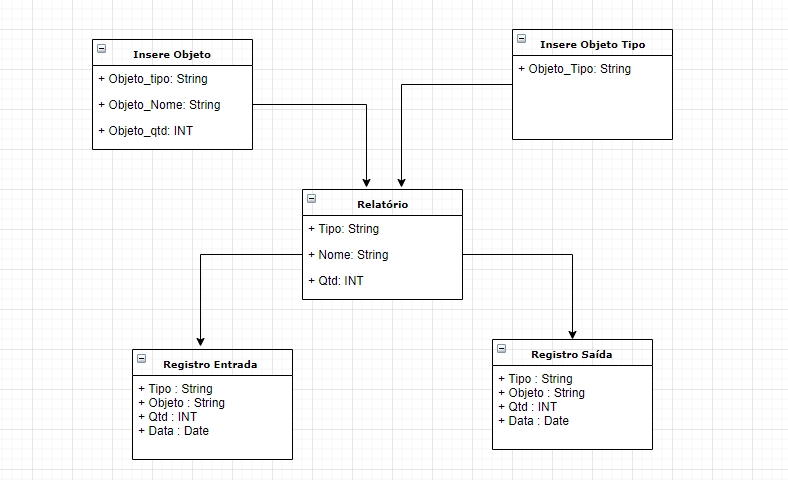 Insere Objeto
+ Objeto_tipo: String
+ Objeto_Nome: String
+ Objeto_qtd: INT
Insere Objeto Tipo
+ Objeto_Tipo: String
Relatório
+ Tipo: String
+ Nome: String
+ Qtd: INT
Registro Entrada
+ Tipo : String
+ Objeto : String
+ Qtd : INT
+ Data : Date
Registro Saída
+ Tipo : String
+ Objeto : String
+ Qtd : INT
+ Data : Date